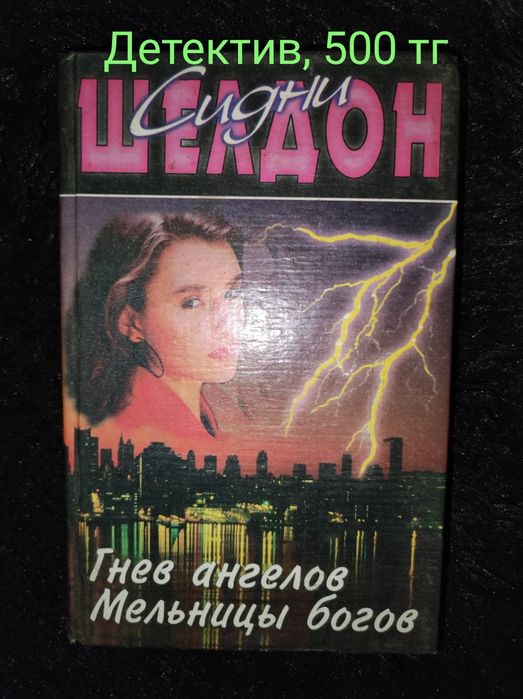 Детектив, 500 тг
Сидни
ШЕЛДОН
Гнев ангелов
Мельницы богов